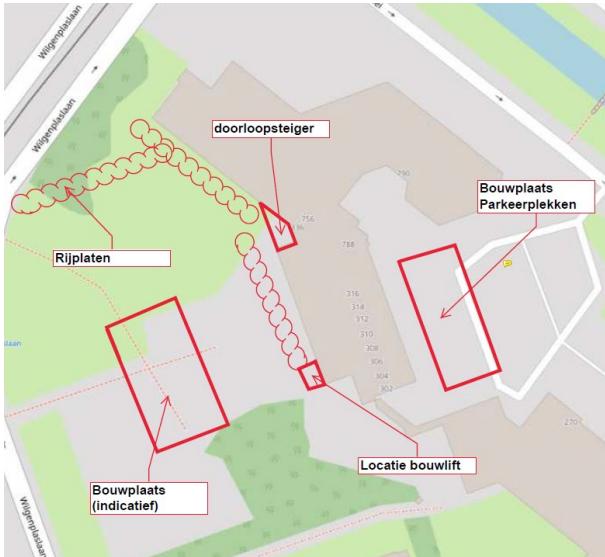 Wilgenplaslaan
Wilgenplaslaan
doorloopsteiger
790
Bouwplaats
Parkeerplekken
756
788
Rijplaten
316
314
312
310
308
306
304
302
270
Locatie bouwlift
Bouwplaats
(indicatief)
Wilgenplaslaan